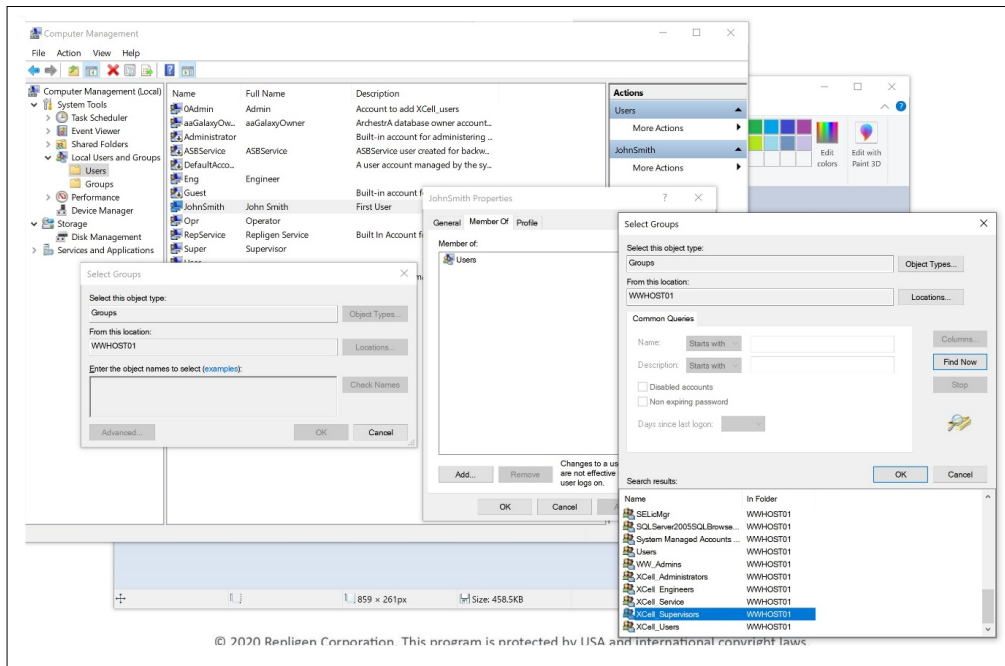 Computer Management
File Action View Help
Computer Management (Local)
System Tools
Task Scheduler
Event Viewer
Shared Folders
Local Users and Groups
Users
Groups
Performance
Device Manager
Storage
Disk Management
Services and Applications
Name Full Name Description
0Admin Admin Account to add XCell_users
aaGalaxyOw... aaGalaxyOwner ArchestrA database owner account...
Administrator Built-in account for administering ...
ASBService ASBService ASBService user created for backw...
DefaultAcco... A user account managed by the sy...
Eng Engineer
Guest Built-in account f
JohnSmith John Smith First User
Opr Operator
RepService Repligen Service Built In Account f
Super Supervisor
Actions
Users
More Actions
JohnSmith
More Actions
Edit colors
Edit with Paint 3D
Select Groups
Select this object type:
Groups
Object Types...
From this location:
WWHOST01
Locations...
Enter the object names to select (examples):
Check Names
Advanced...
OK
Cancel
JohnSmith Properties
General Member Of Profile
Member of:
Users
Add...
Remove
Changes to a us
are not effective
user logs on.
OK
Cancel
Select Groups
Select this object type:
Groups
Object Types...
From this location:
WWHOST01
Locations...
Common Queries
Name: Starts with
Description: Starts with
Disabled accounts
Non expiring password
Days since last logon:
Columns...
Find Now
Stop
OK
Cancel
Search results:
Name In Folder
SELicMgr WWHOST01
SQLServer2005SQLBrowse... WWHOST01
System Managed Accounts ... WWHOST01
Users WWHOST01
WW_Admins WWHOST01
XCell_Administrators WWHOST01
XCell_Engineers WWHOST01
XCell_Service WWHOST01
XCell_Supervisors WWHOST01
XCell_Users WWHOST01
859 × 261px
Size: 458.5KB
© 2020 Repligen Corporation. This program is protected by USA and international copyright laws.